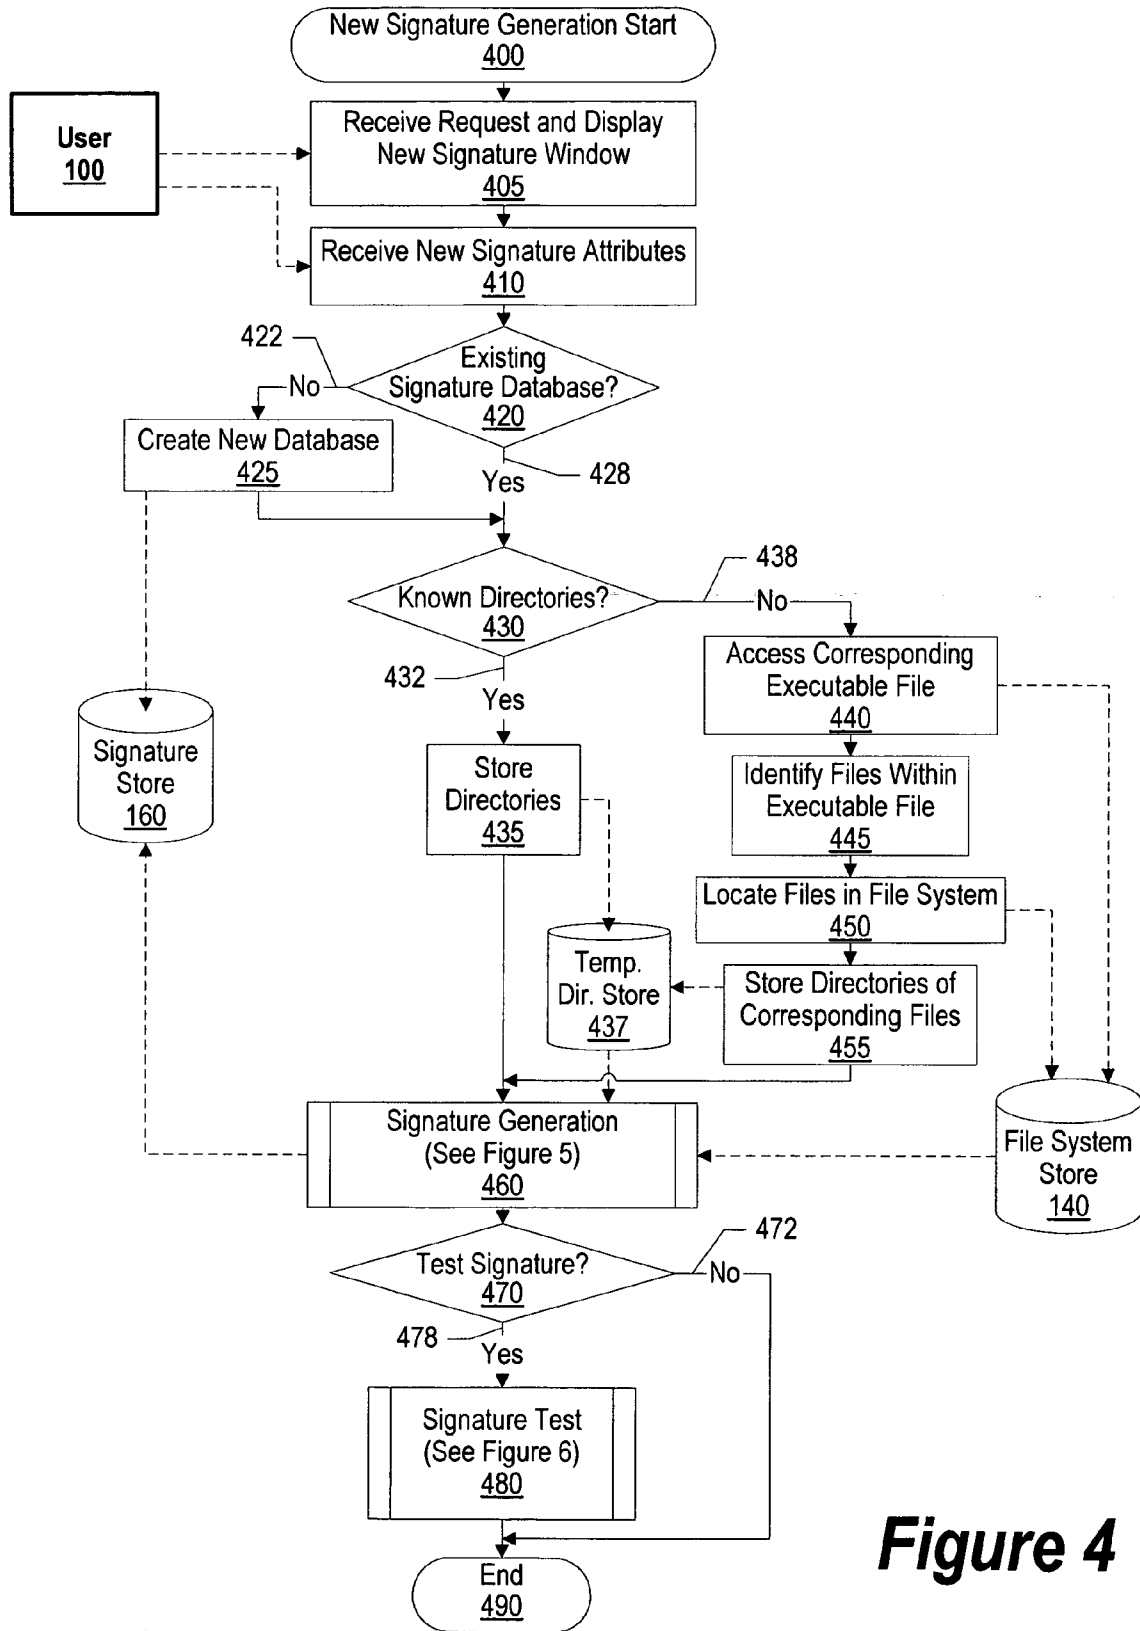 New Signature Generation Start
400
User
100
Receive Request and Display
New Signature Window
405
Receive New Signature Attributes
410
422
Existing
Signature Database?
420
No
Create New Database
425
428
Yes
438
Known Directories?
430
No
432
Yes
Access Corresponding
Executable File
440
Signature
Store
160
Store
Directories
435
Identify Files Within
Executable File
445
Locate Files in File System
450
Temp.
Dir. Store
437
Store Directories of
Corresponding Files
455
Signature Generation
(See Figure 5)
460
File System
Store
140
472
Test Signature?
470
No
478
Yes
Signature Test
(See Figure 6)
480
End
490
Figure 4